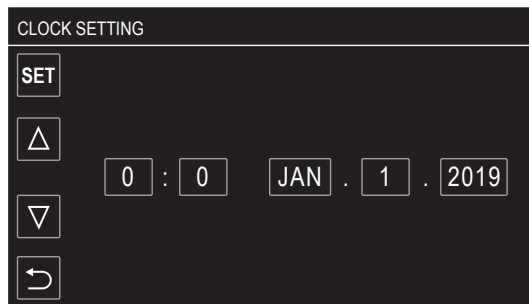 CLOCK SETTING
SET
0 : 0 JAN . 1 . 2019